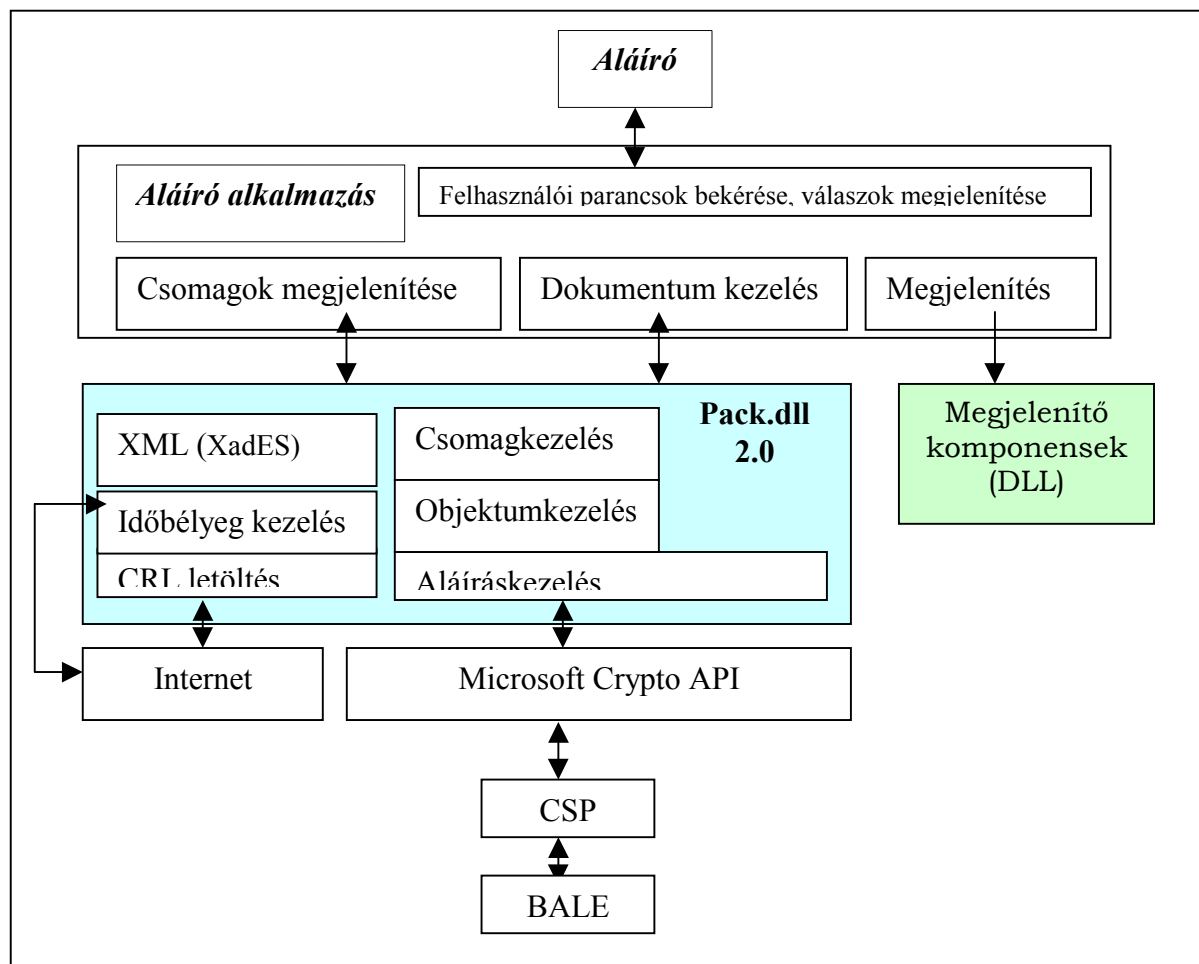 Aláíró
Aláíró alkalmazás
Felhasználói parancsok bekérése, válaszok megjelenítése
Csomagok megjelenítése
Dokumentum kezelés
Megjelenítés
Pack.dll
2.0
XML (XadES)
Időbélyeg kezelés
CRL letöltés
Csomagkezelés
Objektumkezelés
Aláíráskezelés
Megjelenítő
komponensek
(DLL)
Internet
Microsoft Crypto API
CSP
BALE